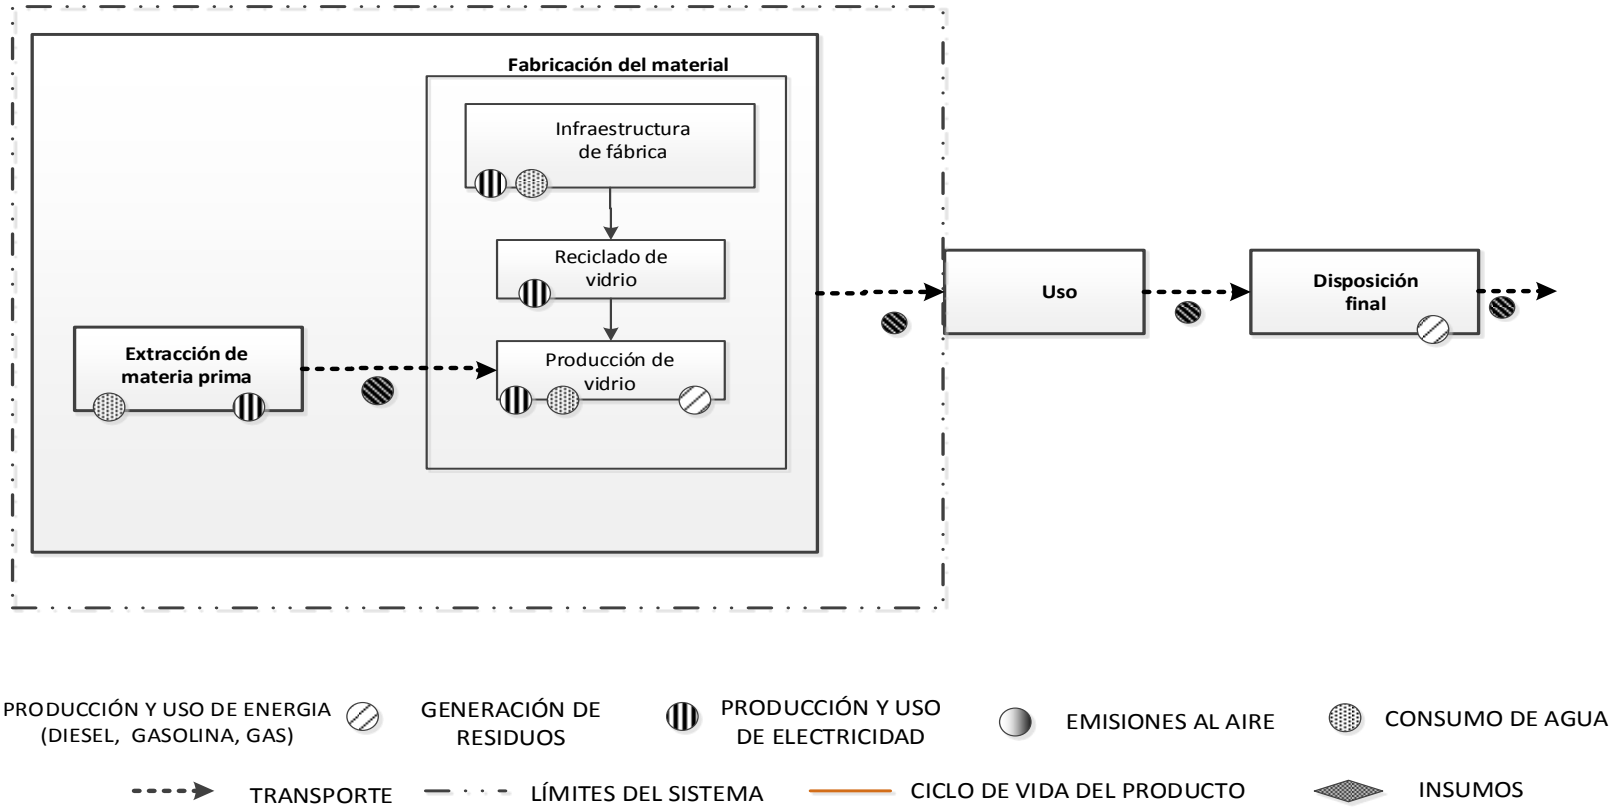 Fabricación del material
Infraestructura
de fábrica
Reciclado de
vidrio
Producción de
vidrio
Extracción de
materia prima
Uso
Disposición
final
PRODUCCIÓN Y USO DE ENERGIA
(DIESEL, GASOLINA, GAS)
GENERACIÓN DE
RESIDUOS
PRODUCCIÓN Y USO
DE ELECTRICIDAD
EMISIONES AL AIRE
CONSUMO DE AGUA
TRANSPORTE
LÍMITES DEL SISTEMA
CICLO DE VIDA DEL PRODUCTO
INSUMOS